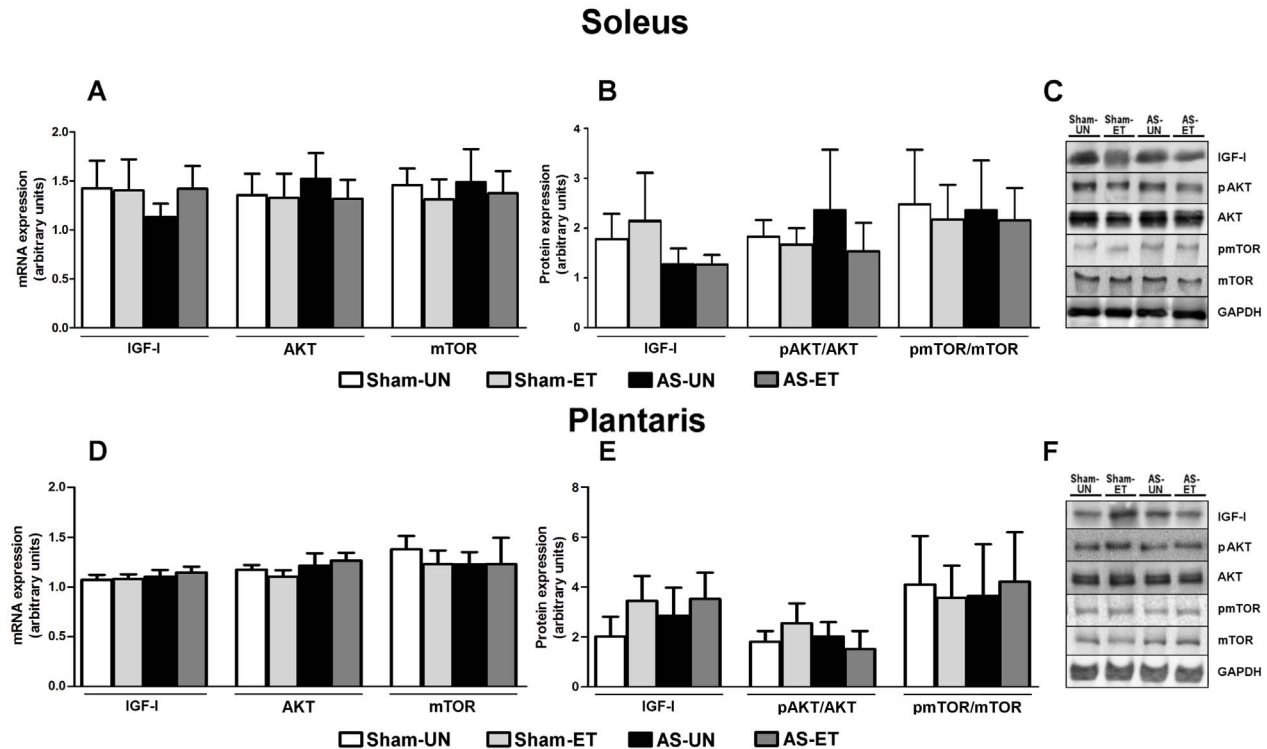 Soleus
A
mRNA expression
(arbitrary units)
2.0
1.5
1.0
0.5
0.0
IGF-I AKT mTOR
B
Protein expression
(arbitrary units)
4
2
0
IGF-I pAKT/AKT pmTOR/mTOR
C
Sham-UN Sham-ET AS-UN AS-ET
IGF-I
pAKT
AKT
pmTOR
mTOR
GAPDH
Sham-UN Sham-ET AS-UN AS-ET
Plantaris
D
mRNA expression
(arbitrary units)
2.0
1.5
1.0
0.5
0.0
IGF-I AKT mTOR
E
Protein expression
(arbitrary units)
8
6
4
2
0
IGF-I pAKT/AKT pmTOR/mTOR
F
Sham-UN Sham-ET AS-UN AS-ET
IGF-I
pAKT
AKT
pmTOR
mTOR
GAPDH
Sham-UN Sham-ET AS-UN AS-ET